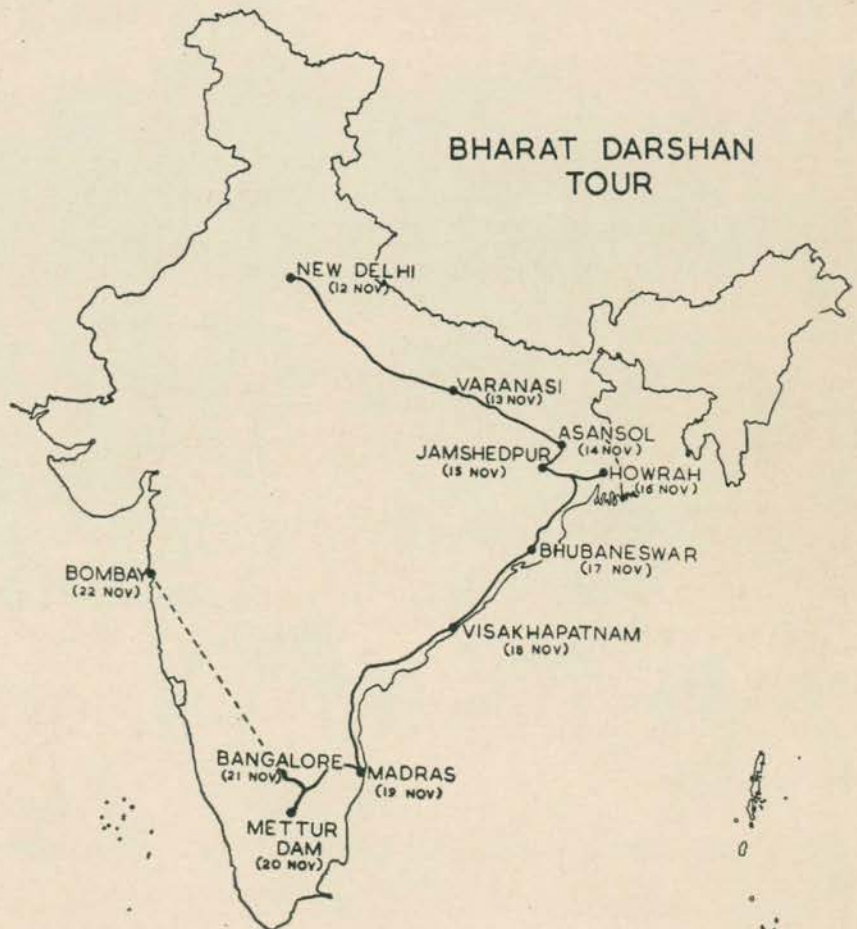 BHARAT DARSHAN
TOUR
NEW DELHI
(12 NOV)
VARANASI
(13 NOV)
ASANSOL
(14 NOV)
JAMSHEDPUR
(15 NOV)
HOWRAH
(16 NOV)
BHUBANESWAR
(17 NOV)
VISAKHAPATNAM
(18 NOV)
BOMBAY
(22 NOV)
BANGALORE
(21 NOV)
MADRAS
(19 NOV)
METTUR
DAM
(20 NOV)